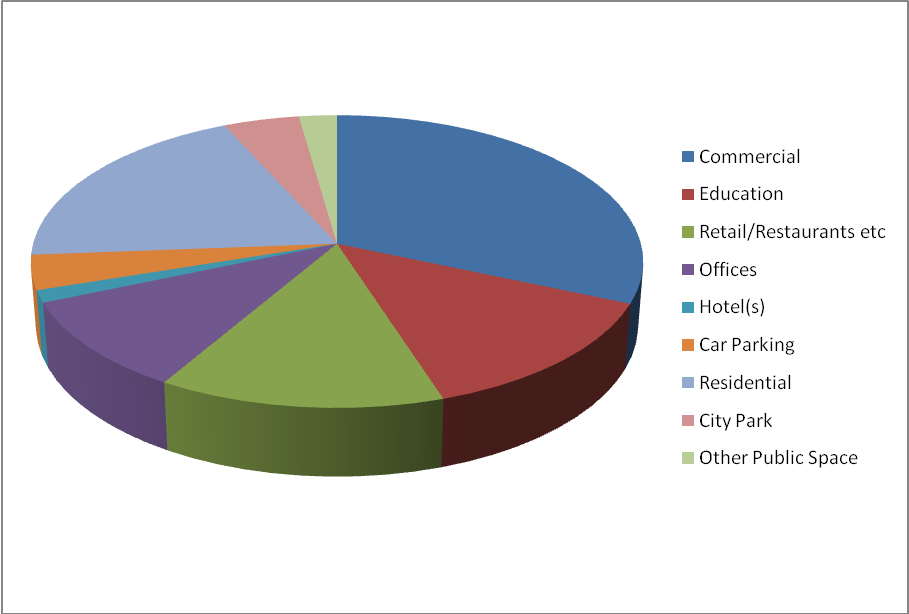 Commercial
Education
Retail/Restaurants etc
Offices
Hotel(s)
Car Parking
Residential
City Park
Other Public Space